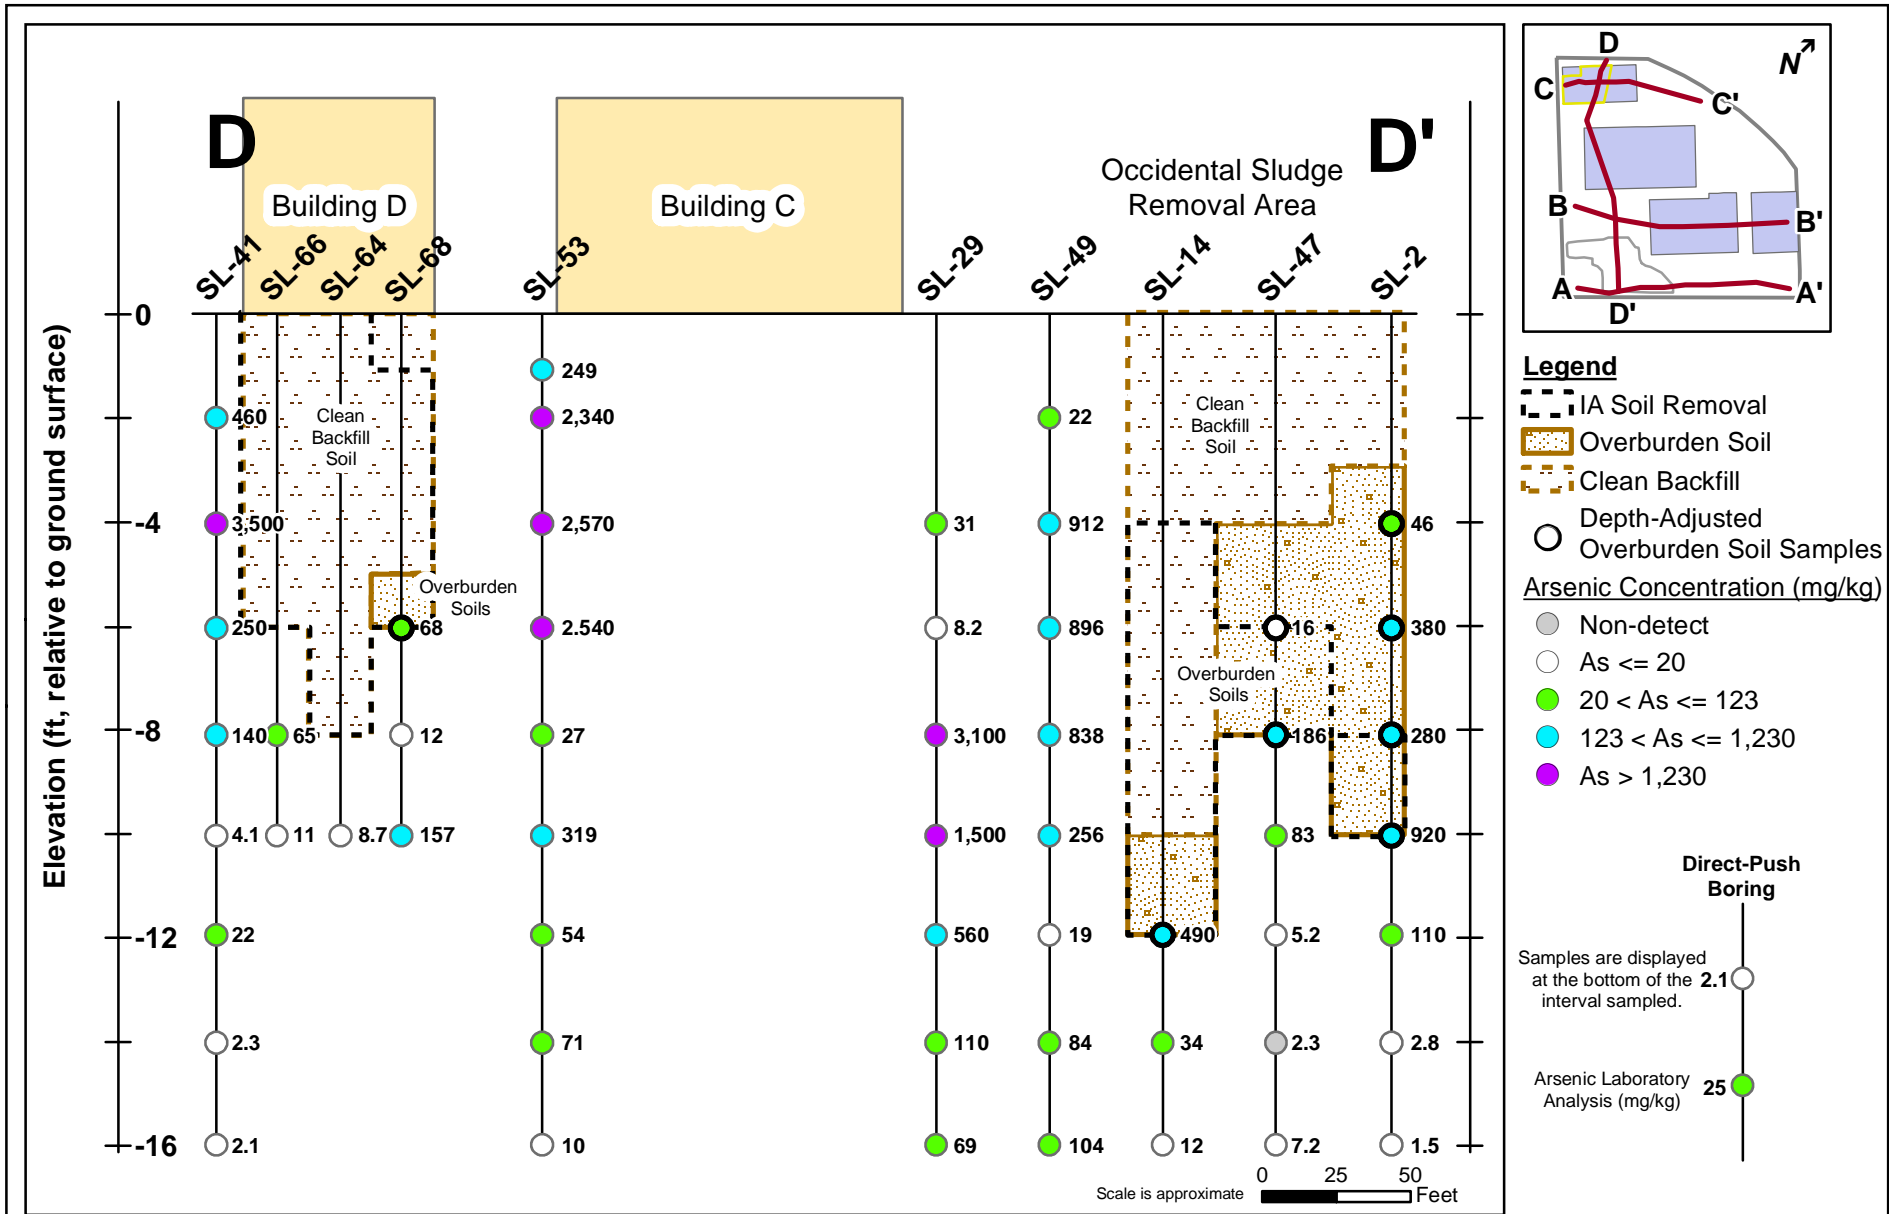 D
D'
Building D
Building C
Occidental Sludge
Removal Area
SL-41
SL-66
SL-64
SL-68
SL-53
SL-29
SL-49
SL-14
SL-47
SL-2
Elevation (ft, relative to ground surface)
0
-4
-8
-12
-16
Clean
Backfill
Soil
Overburden
Soils
Clean
Backfill
Soil
Overburden
Soils
460
3,500
250
140
4.1
22
2.3
2.1
65
11
8.7
68
12
157
249
2,340
2,570
2.540
27
319
54
71
10
31
8.2
3,100
1,500
560
110
69
22
912
896
838
256
19
84
104
490
34
12
16
186
83
5.2
2.3
7.2
46
380
280
920
110
2.8
1.5
Scale is approximate
0 25 50
Feet
N
D
C
C'
B
B'
A
A'
D'
Legend
IA Soil Removal
Overburden Soil
Clean Backfill
Depth-Adjusted
Overburden Soil Samples
Arsenic Concentration (mg/kg)
Non-detect
As <= 20
20 < As <= 123
123 < As <= 1,230
As > 1,230
Direct-Push
Boring
Samples are displayed
at the bottom of the
interval sampled.
2.1
Arsenic Laboratory
Analysis (mg/kg)
25